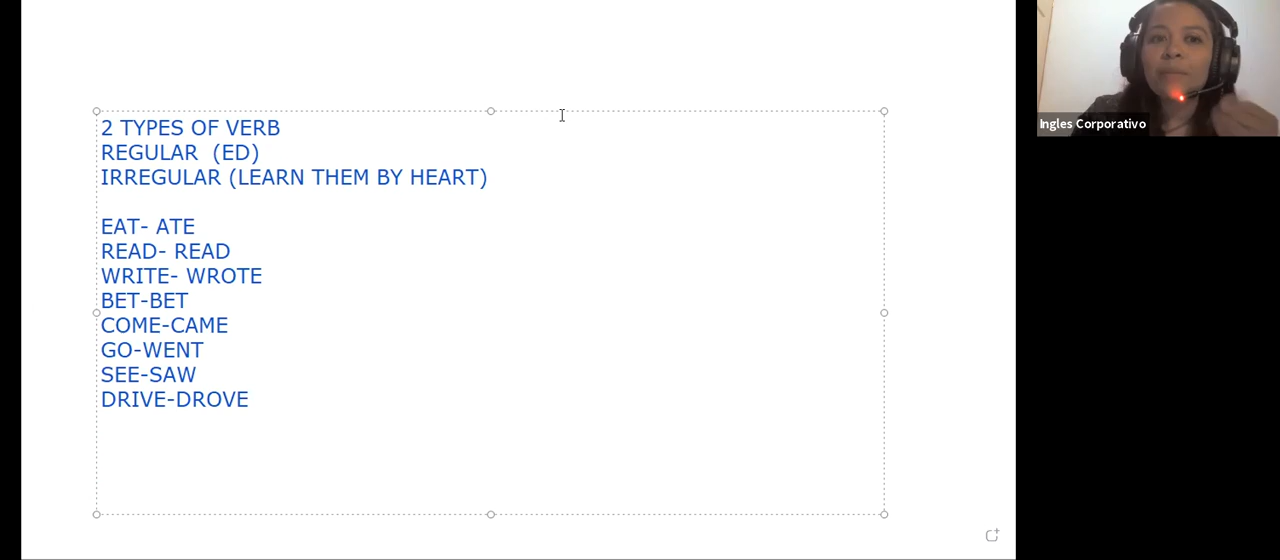 2 TYPES OF VERB
REGULAR  (ED)
IRREGULAR (LEARN THEM BY HEART)
EAT- ATE
READ- READ
WRITE- WROTE
BET-BET
COME-CAME
GO-WENT
SEE-SAW
DRIVE-DROVE
Ingles Corporativo